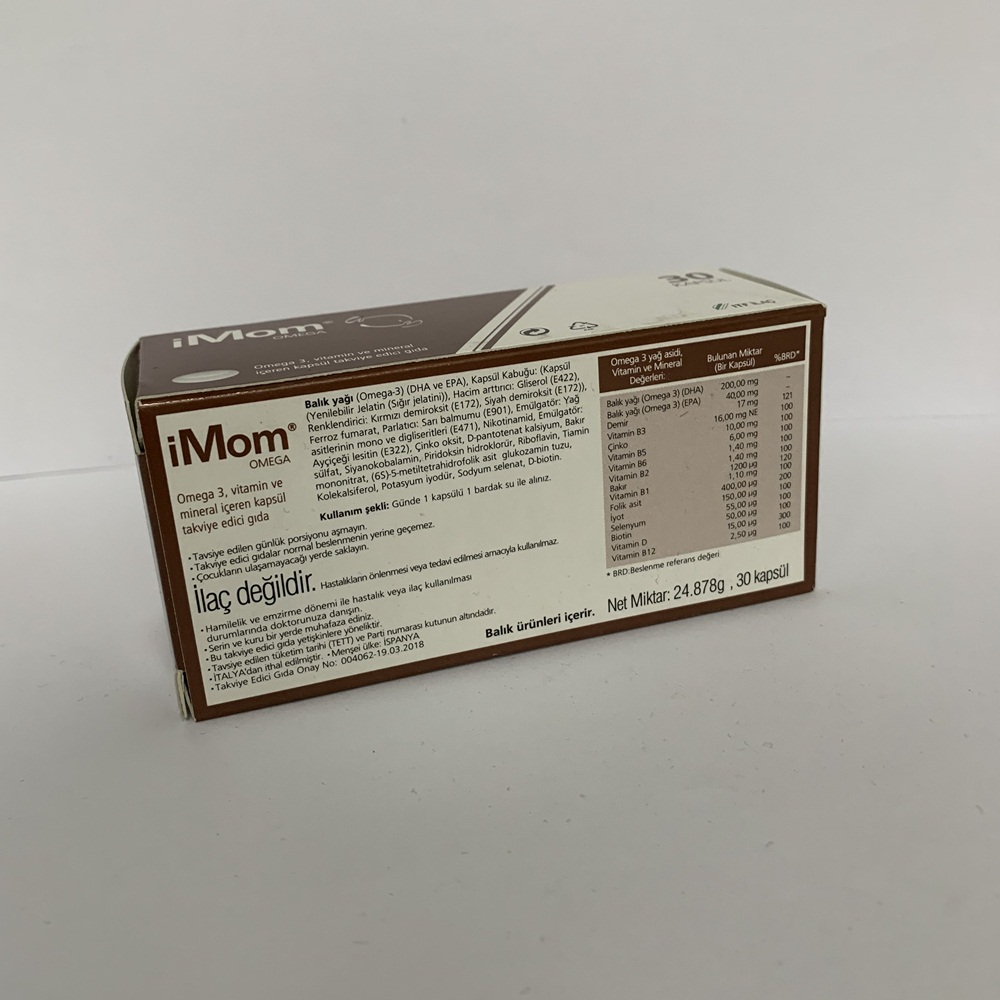 iMom®
OMEGA
Omega 3, vitamin ve mineral
içeren kapsül takviye edici gıda
30
KAPSÜL
ITF İLAÇ
iMom®
OMEGA
Omega 3, vitamin ve
mineral içeren kapsül
takviye edici gıda
Balık yağı (Omega-3) (DHA ve EPA), Kapsül Kabuğu: (Kapsül
(Yenilebilir Jelatin (Sığır jelatini)), Hacim arttırıcı: Gliserol (E422),
Renklendirici: Kırmızı demiroksit (E172), Siyah demiroksit (E172)),
Ferroz fumarat, Parlatıcı: Sarı balmumu (E901), Emülgatör: Yağ
asitlerinin mono ve digliseritleri (E471), Nikotinamid, Emülgatör:
Ayçiçeği lesitin (E322), Çinko oksit, D-pantotenat kalsiyum, Bakır
sülfat, Siyanokobalamin, Piridoksin hidroklorür, Riboflavin, Tiamin
mononitrat, (6S)-5-metiltetrahidrofolik asit glukozamin tuzu,
Kolekalsiferol, Potasyum iyodür, Sodyum selenat, D-biotin.
Kullanım şekli: Günde 1 kapsülü 1 bardak su ile alınız.
• Tavsiye edilen günlük porsiyonu aşmayın.
• Takviye edici gıdalar normal beslenmenin yerine geçemez.
• Çocukların ulaşamayacağı yerde saklayın.
İlaç değildir. Hastalıkların önlenmesi veya tedavi edilmesi amacıyla kullanılmaz.
• Hamilelik ve emzirme dönemi ile hastalık veya ilaç kullanılması
durumlarında doktorunuza danışın.
• Serin ve kuru bir yerde muhafaza ediniz.
• Bu takviye edici gıda yetişkinlere yöneliktir.
• Tavsiye edilen tüketim tarihi (TETT) ve Parti numarası kutunun altındadır.
• İTALYA'dan ithal edilmiştir. • Menşei ülke: İSPANYA
• Takviye Edici Gıda Onay No: 004062-19.03.2018
Balık ürünleri içerir.
Omega 3 yağ asidi,
Vitamin ve Mineral
Değerleri:
Bulunan Miktar
(Bir Kapsül)
%BRD*
Balık yağı (Omega 3) (DHA) 200,00 mg –
Balık yağı (Omega 3) (EPA) 40,00 mg –
Demir 17 mg 121
Vitamin B3 16,00 mg NE 100
Çinko 10,00 mg 100
Vitamin B5 6,00 mg 100
Vitamin B6 1,40 mg 100
Vitamin B2 1,40 mg 100
Bakır 1200 µg 120
Vitamin B1 1,10 mg 100
Folik asit 400,00 µg 200
İyot 150,00 µg 100
Selenyum 55,00 µg 100
Biotin 50,00 µg 100
Vitamin D 15,00 µg 300
Vitamin B12 2,50 µg 100
* BRD:Beslenme referans değeri
Net Miktar: 24.878g , 30 kapsül